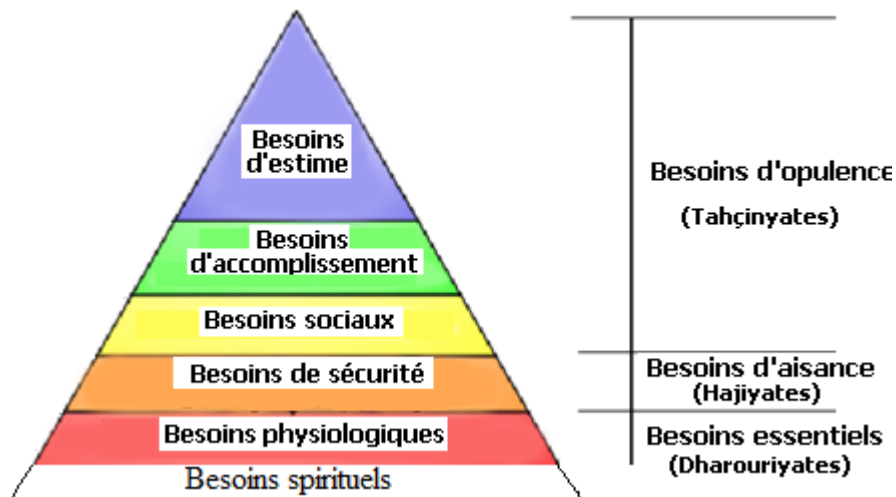 Besoins
d'estime
Besoins
d'accomplissement
Besoins sociaux
Besoins de sécurité
Besoins physiologiques
Besoins spirituels
Besoins d'opulence
(Tahçinyates)
Besoins d'aisance
(Hajiyates)
Besoins essentiels
(Dharouriyates)